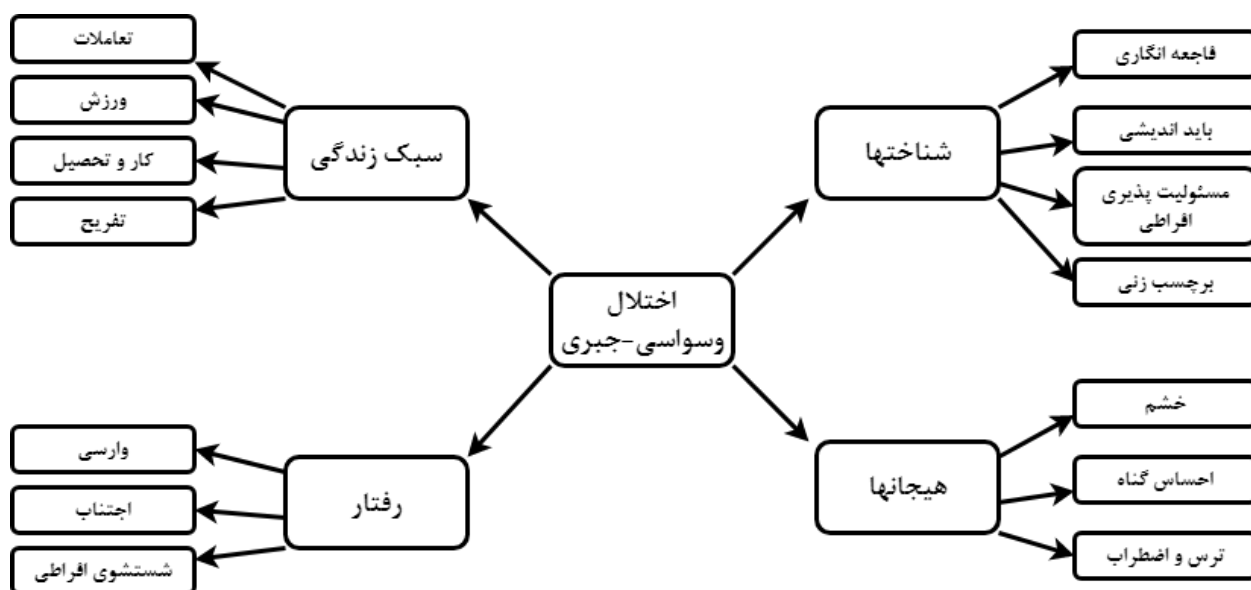 اختلال
وسواسی-جبری
شناختها
فاجعه انگاری
باید اندیشی
مسئولیت پذیری
افراطی
برچسب زنی
هیجانها
خشم
احساس گناه
ترس و اضطراب
سبک زندگی
تعاملات
ورزش
کار و تحصیل
تفریح
رفتار
وارسی
اجتناب
شستشوی افراطی